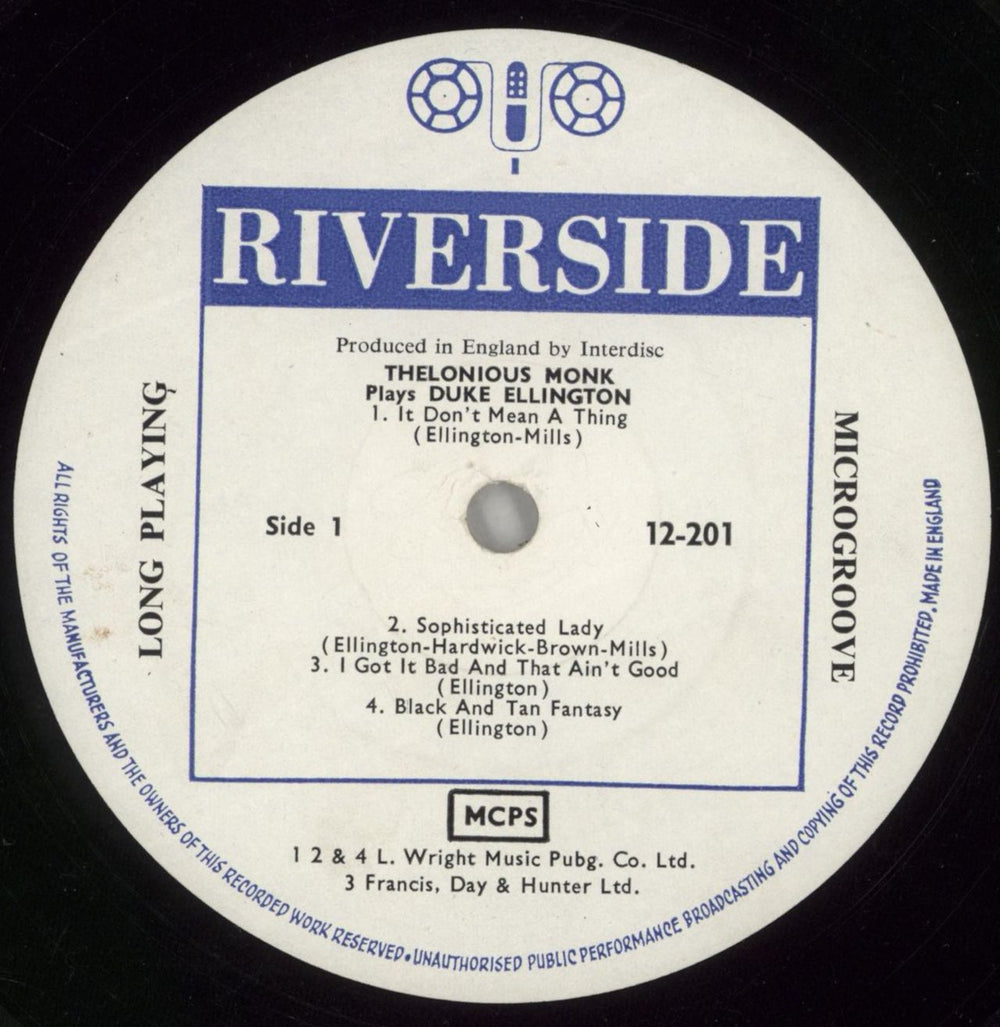 RIVERSIDE
Produced in England by Interdisc
THELONIOUS MONK
Plays DUKE ELLINGTON
1. It Don't Mean A Thing
(Ellington-Mills)
Side 1
12-201
2. Sophisticated Lady
(Ellington-Hardwick-Brown-Mills)
3. I Got It Bad And That Ain't Good
(Ellington)
4. Black And Tan Fantasy
(Ellington)
LONG PLAYING
MICROGROOVE
MCPS
1 2 & 4 L. Wright Music Pubg. Co. Ltd.
3 Francis, Day & Hunter Ltd.
ALL RIGHTS OF THE MANUFACTURERS AND THE OWNERS OF THIS RECORDED WORK RESERVED. UNAUTHORISED PUBLIC PERFORMANCE BROADCASTING AND COPYING OF THIS RECORD PROHIBITED. MADE IN ENGLAND